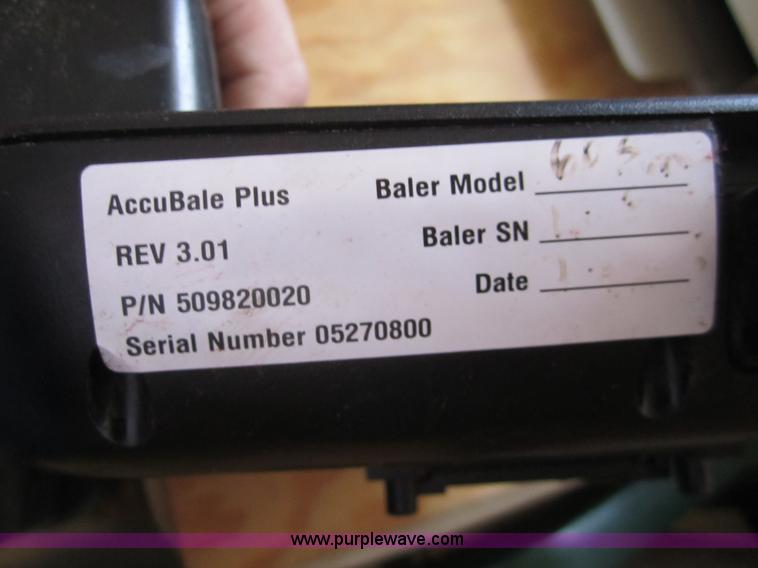 AccuBale Plus
REV 3.01
P/N 509820020
Serial Number 05270800
Baler Model
Baler SN
Date
www.purplewave.com